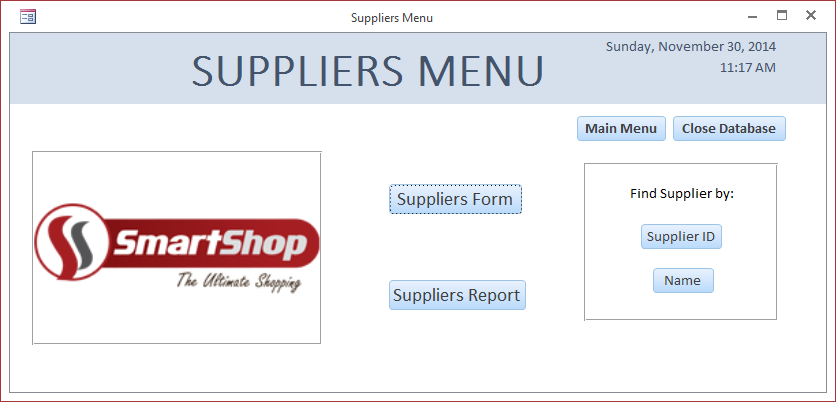 Suppliers Menu
SUPPLIERS MENU
Sunday, November 30, 2014
11:17 AM
Main Menu
Close Database
SmartShop
The Ultimate Shopping
Suppliers Form
Suppliers Report
Find Supplier by:
Supplier ID
Name